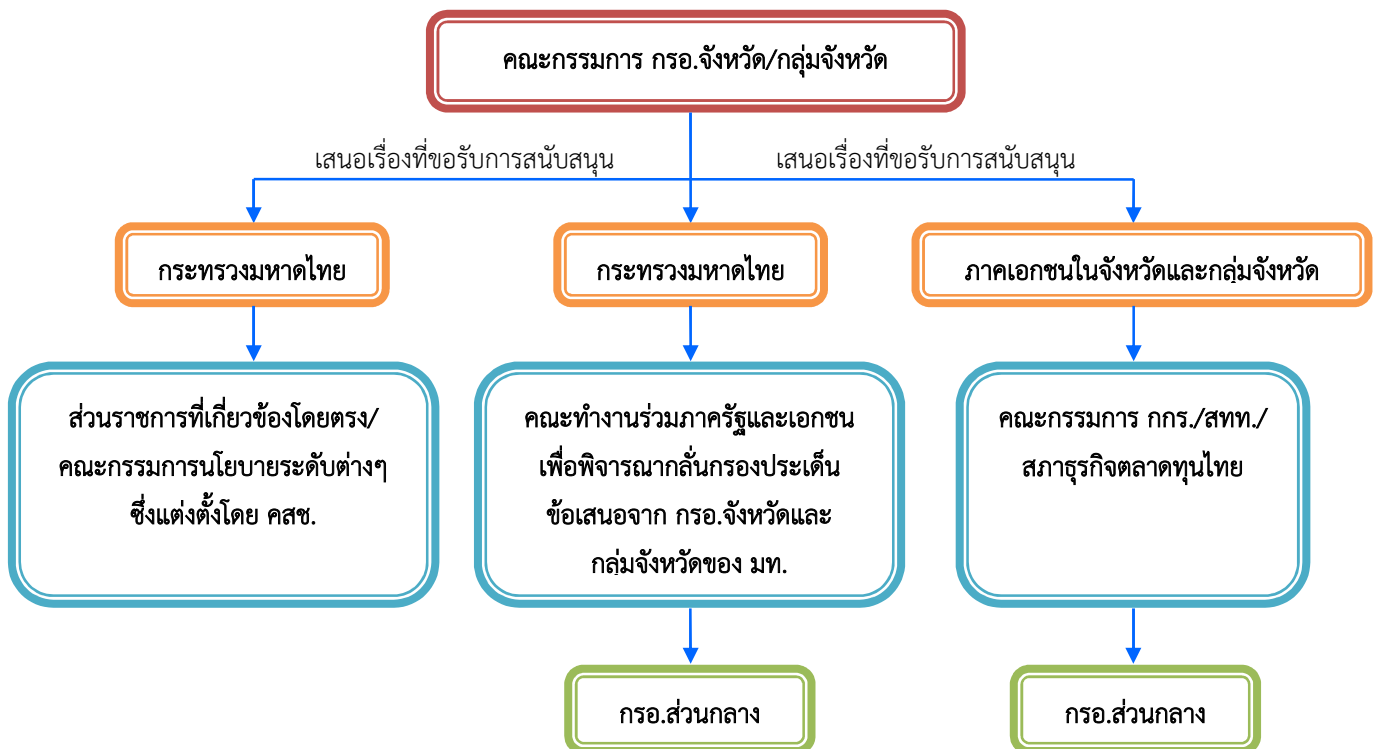 คณะกรรมการ กรอ.จังหวัด/กลุ่มจังหวัด
เสนอเรื่องที่ขอรับการสนับสนุน
เสนอเรื่องที่ขอรับการสนับสนุน
กระทรวงมหาดไทย
กระทรวงมหาดไทย
ภาคเอกชนในจังหวัดและกลุ่มจังหวัด
ส่วนราชการที่เกี่ยวข้องโดยตรง/
คณะกรรมการนโยบายระดับต่างๆ
ซึ่งแต่งตั้งโดย คสช.
คณะทำงานร่วมภาครัฐและเอกชน
เพื่อพิจารณากลั่นกรองประเด็น
ข้อเสนอจาก กรอ.จังหวัดและ
กลุ่มจังหวัดของ มท.
คณะกรรมการ กกร./สทท./
สภาธุรกิจตลาดทุนไทย
กรอ.ส่วนกลาง
กรอ.ส่วนกลาง